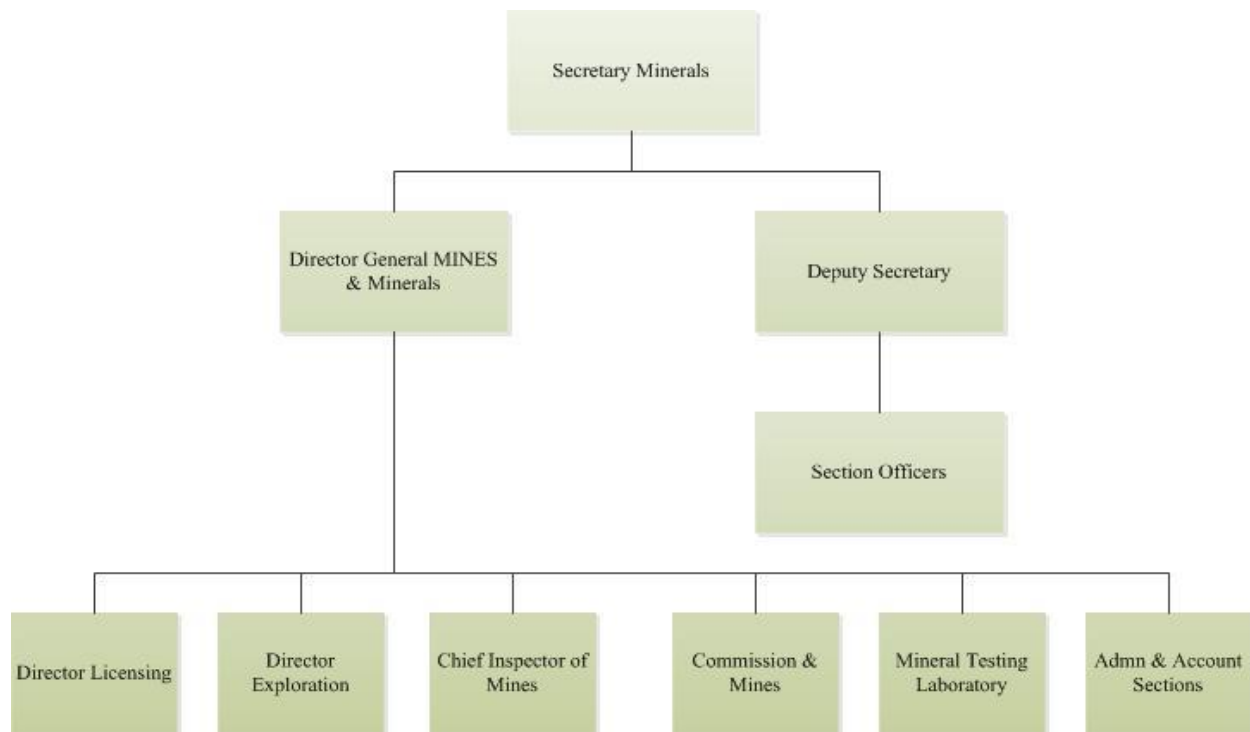 Secretary Minerals
Director General MINES
& Minerals
Deputy Secretary
Section Officers
Director Licensing
Director
Exploration
Chief Inspector of
Mines
Commission &
Mines
Mineral Testing
Laboratory
Admn & Account
Sections